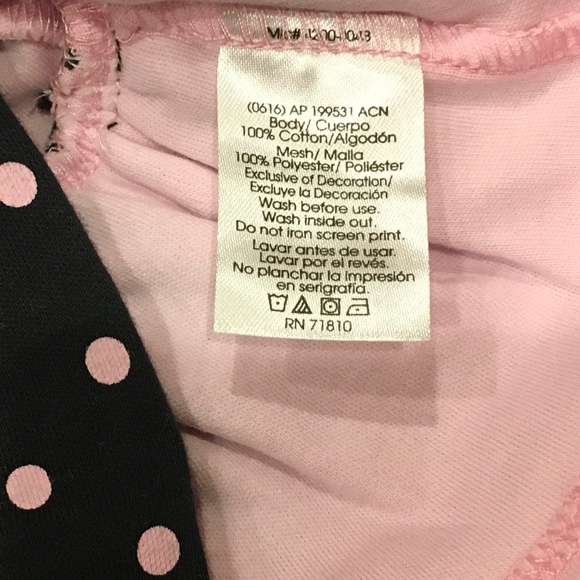 (0616) AP 199531 ACN
Body/ Cuerpo
100% Cotton/Algodón
Mesh/ Malla
100% Polyester/ Poliéster
Exclusive of Decoration/
Excluye la Decoración
Wash before use.
Wash inside out.
Do not iron screen print.
Lavar antes de usar.
Lavar por el revés.
No planchar la impresión
en serigrafía.
RN 71810